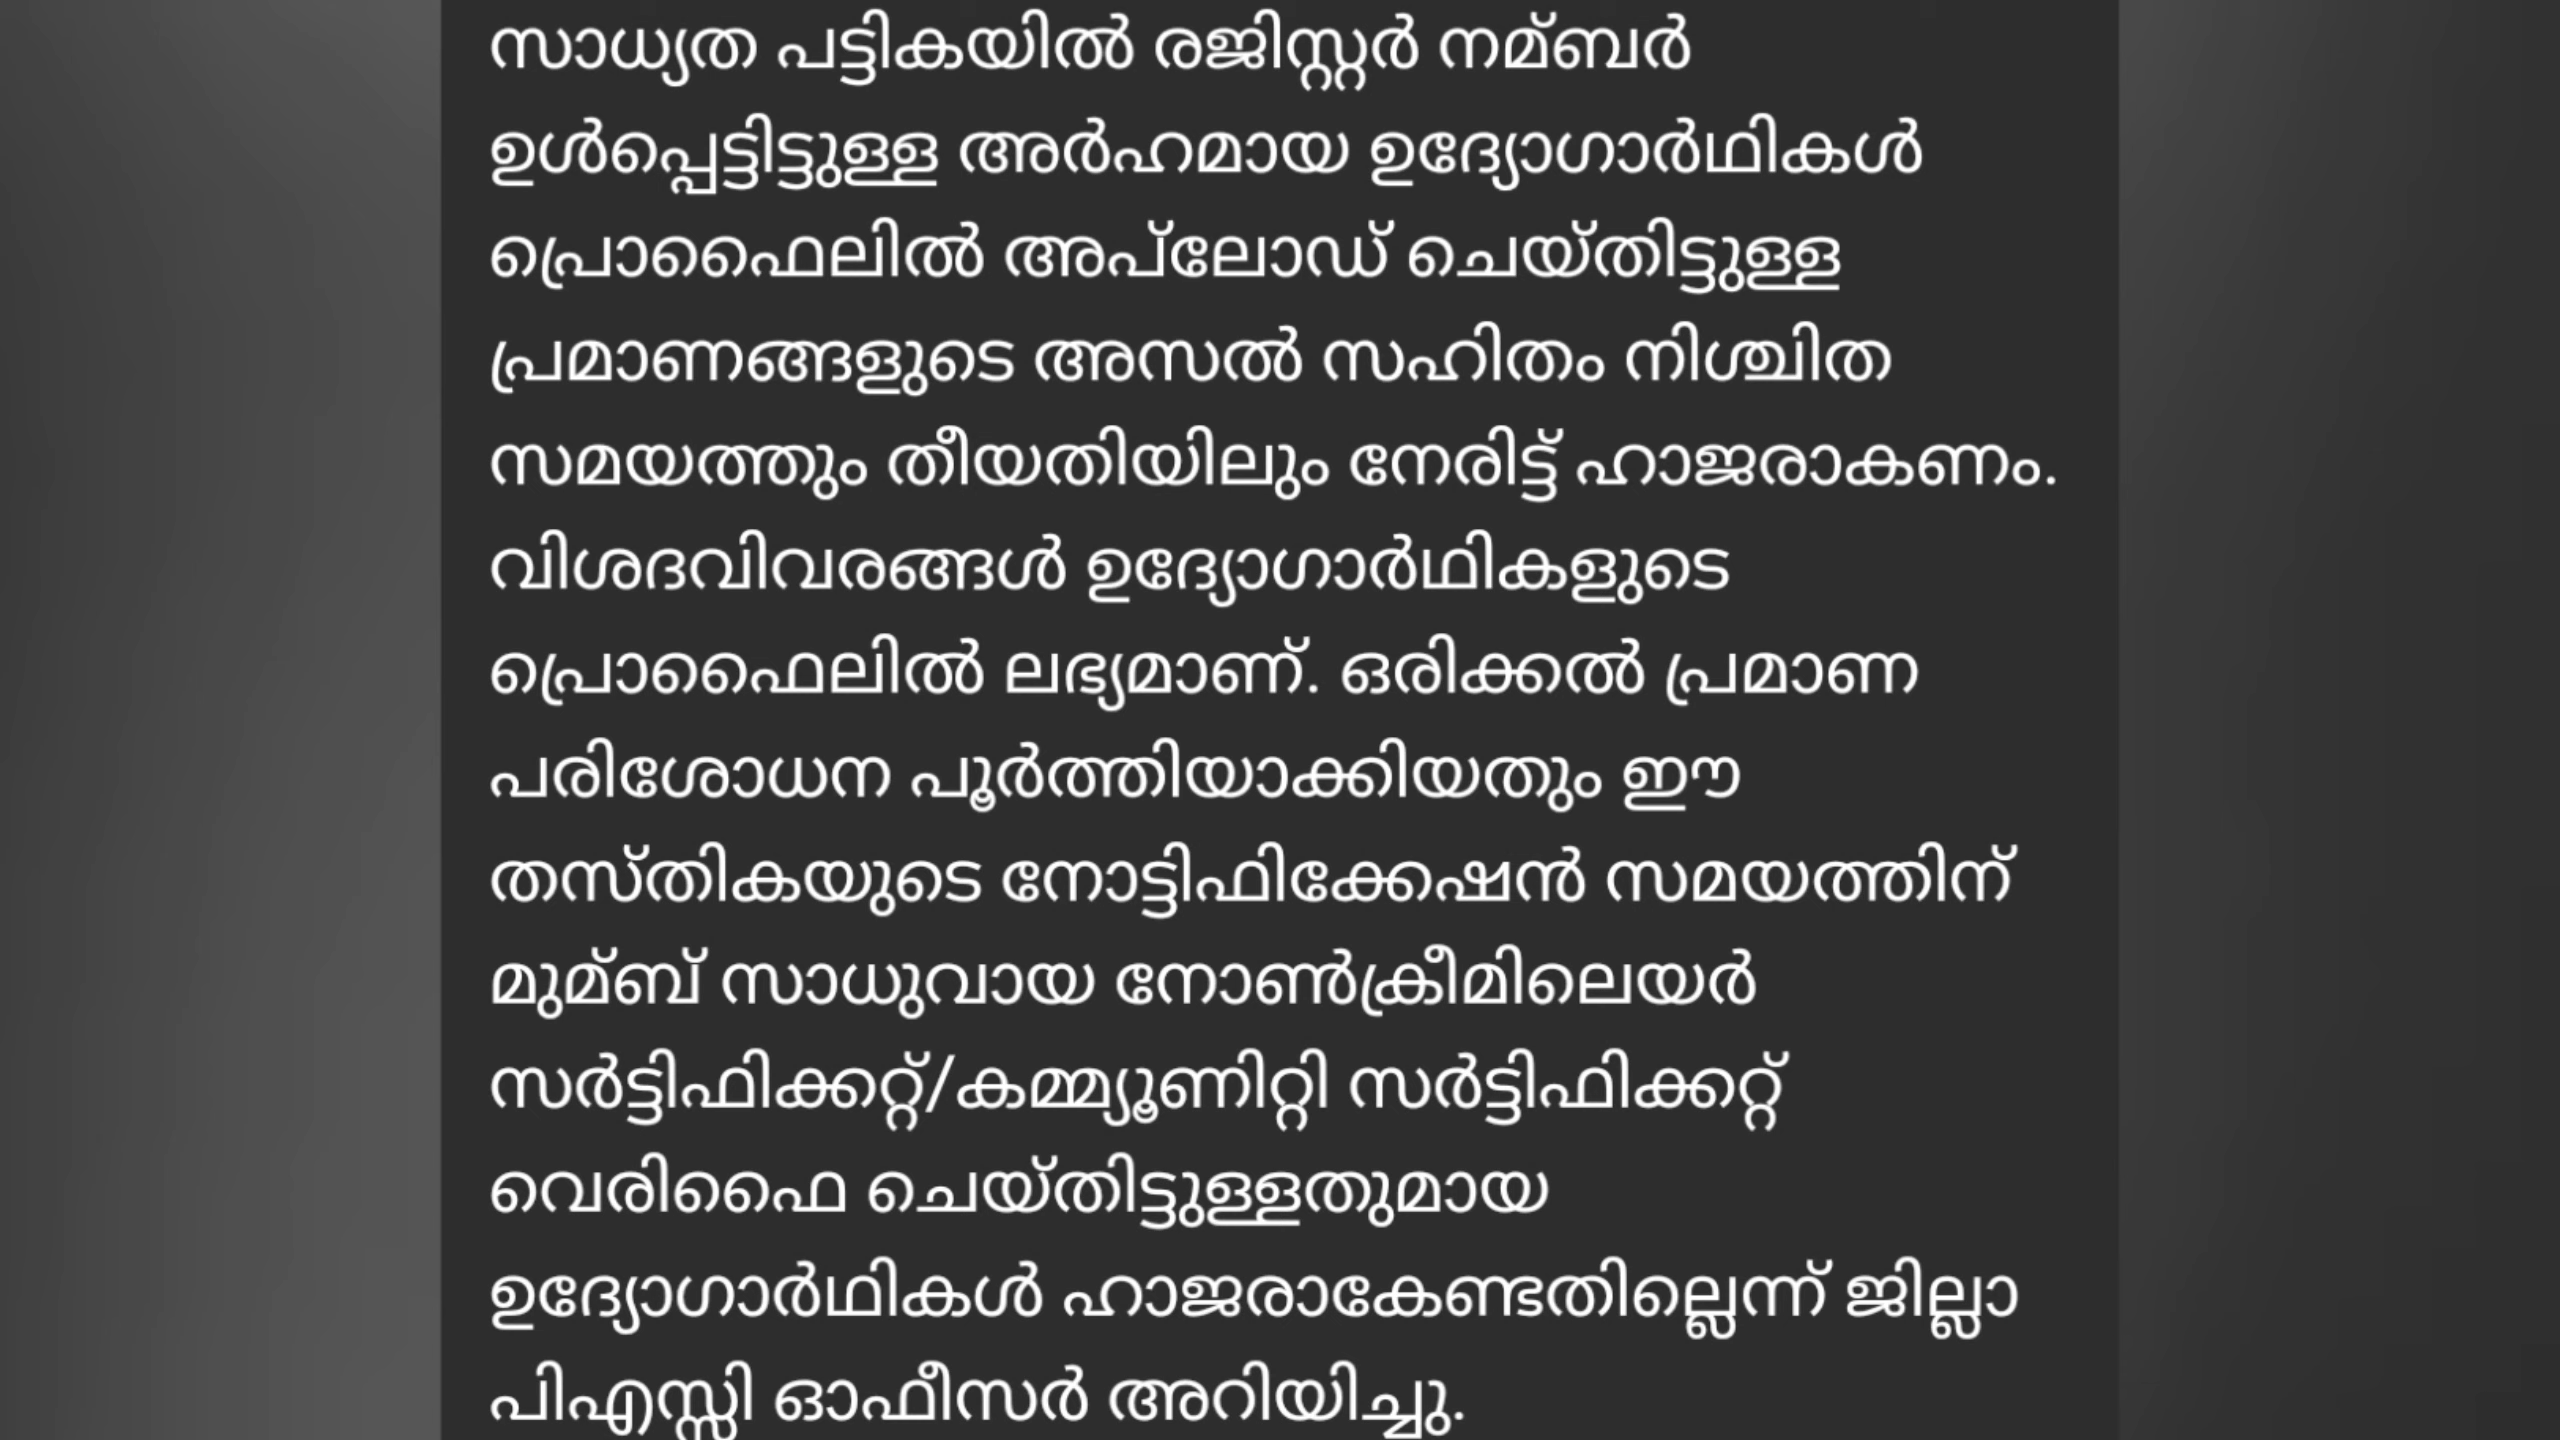 സാധ്യത പട്ടികയിൽ രജിസ്റ്റർ നമ്ബർ
ഉൾപ്പെട്ടിട്ടുള്ള അർഹമായ ഉദ്യോഗാർഥികൾ
പ്രൊഫൈലിൽ അപ്‌ലോഡ് ചെയ്തിട്ടുള്ള
പ്രമാണങ്ങളുടെ അസൽ സഹിതം നിശ്ചിത
സമയത്തും തീയതിയിലും നേരിട്ട് ഹാജരാകണം.
വിശദവിവരങ്ങൾ ഉദ്യോഗാർഥികളുടെ
പ്രൊഫൈലിൽ ലഭ്യമാണ്. ഒരിക്കൽ പ്രമാണ
പരിശോധന പൂർത്തിയാക്കിയതും ഈ
തസ്തികയുടെ നോട്ടിഫിക്കേഷൻ സമയത്തിന്
മുമ്ബ് സാധുവായ നോൺക്രീമിലെയർ
സർട്ടിഫിക്കറ്റ്/കമ്മ്യൂണിറ്റി സർട്ടിഫിക്കറ്റ്
വെരിഫൈ ചെയ്തിട്ടുള്ളതുമായ
ഉദ്യോഗാർഥികൾ ഹാജരാകേണ്ടതില്ലെന്ന് ജില്ലാ
പിഎസ്സി ഓഫീസർ അറിയിച്ചു.